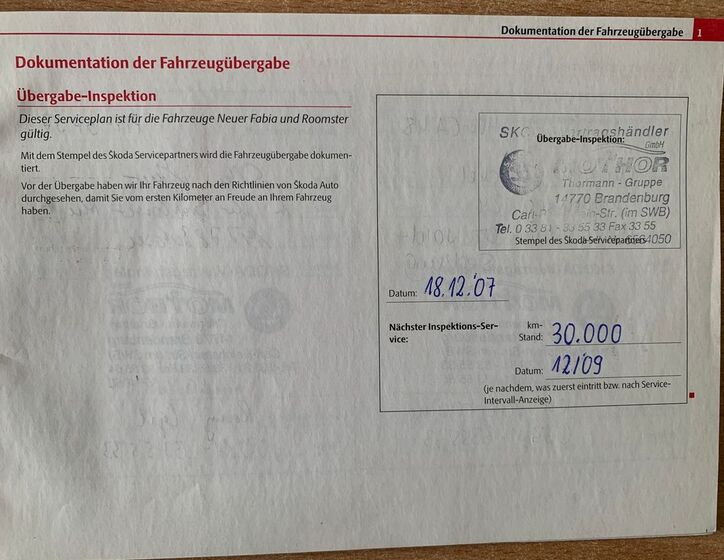 Dokumentation der Fahrzeugübergabe 1
Dokumentation der Fahrzeugübergabe
Übergabe-Inspektion
Dieser Serviceplan ist für die Fahrzeuge Neuer Fabia und Roomster
gültig.
Mit dem Stempel des Škoda Servicepartners wird die Fahrzeugübergabe dokumen-
tiert.
Vor der Übergabe haben wir Ihr Fahrzeug nach den Richtlinien von Škoda Auto
durchgesehen, damit Sie vom ersten Kilometer an Freude an Ihrem Fahrzeug
haben.
Übergabe-Inspektion:
GmbH
MOTHOR
Thormann - Gruppe
14770 Brandenburg
(im SWB)
Tel. 0 33 81 - 33 55 33 Fax 33 55
Stempel des Škoda Servicepartners
Datum: 18.12.'07
Nächster Inspektions-Ser-
vice:
km-
Stand: 30.000
Datum: 12/09
(je nachdem, was zuerst eintritt bzw. nach Service-
Intervall-Anzeige)